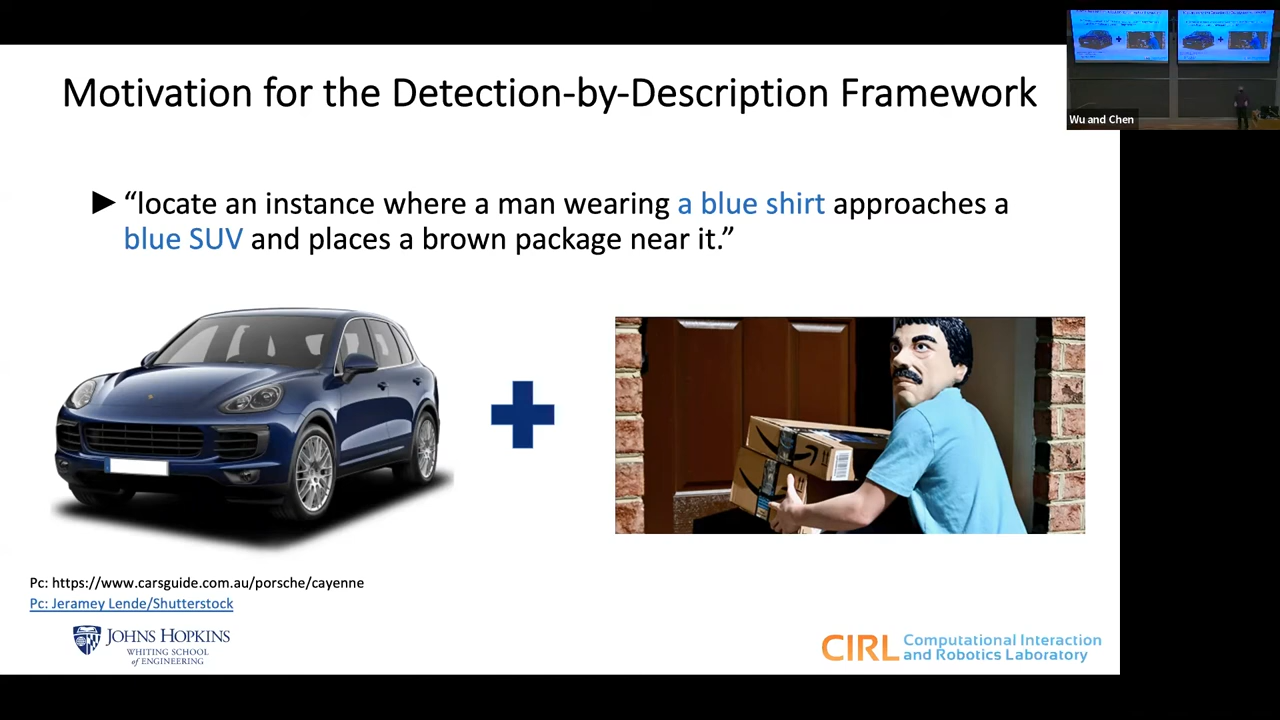 Motivation for the Detection-by-Description Framework
Wu and Chen
► “locate an instance where a man wearing a blue shirt approaches a
blue SUV and places a brown package near it.”
Pc: https://www.carsguide.com.au/porsche/cayenne
Pc: Jeramey Lende/Shutterstock
JOHNS HOPKINS
WHITING SCHOOL
of ENGINEERING
CIRL Computational Interaction
and Robotics Laboratory